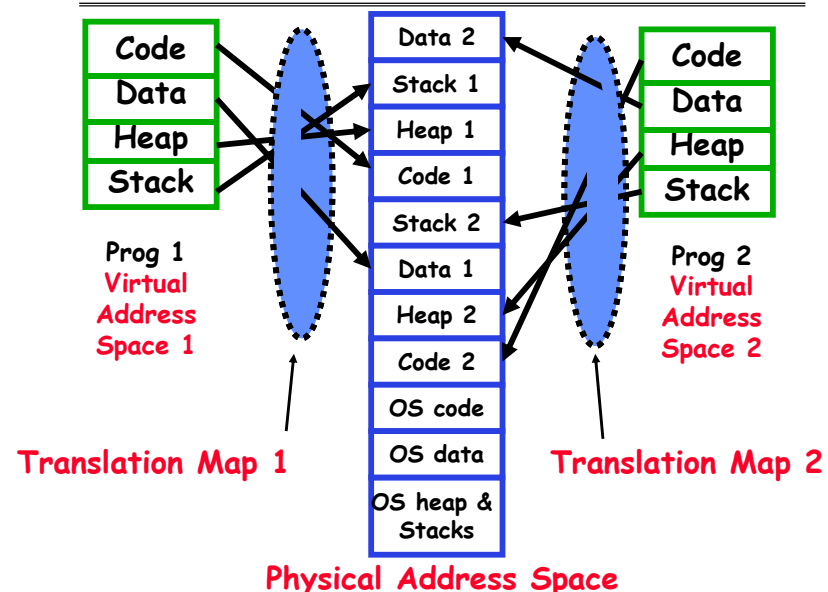 Code
Data
Heap
Stack
Prog 1
Virtual
Address
Space 1
Translation Map 1
Data 2
Stack 1
Heap 1
Code 1
Stack 2
Data 1
Heap 2
Code 2
OS code
OS data
OS heap &
Stacks
Physical Address Space
Code
Data
Heap
Stack
Prog 2
Virtual
Address
Space 2
Translation Map 2